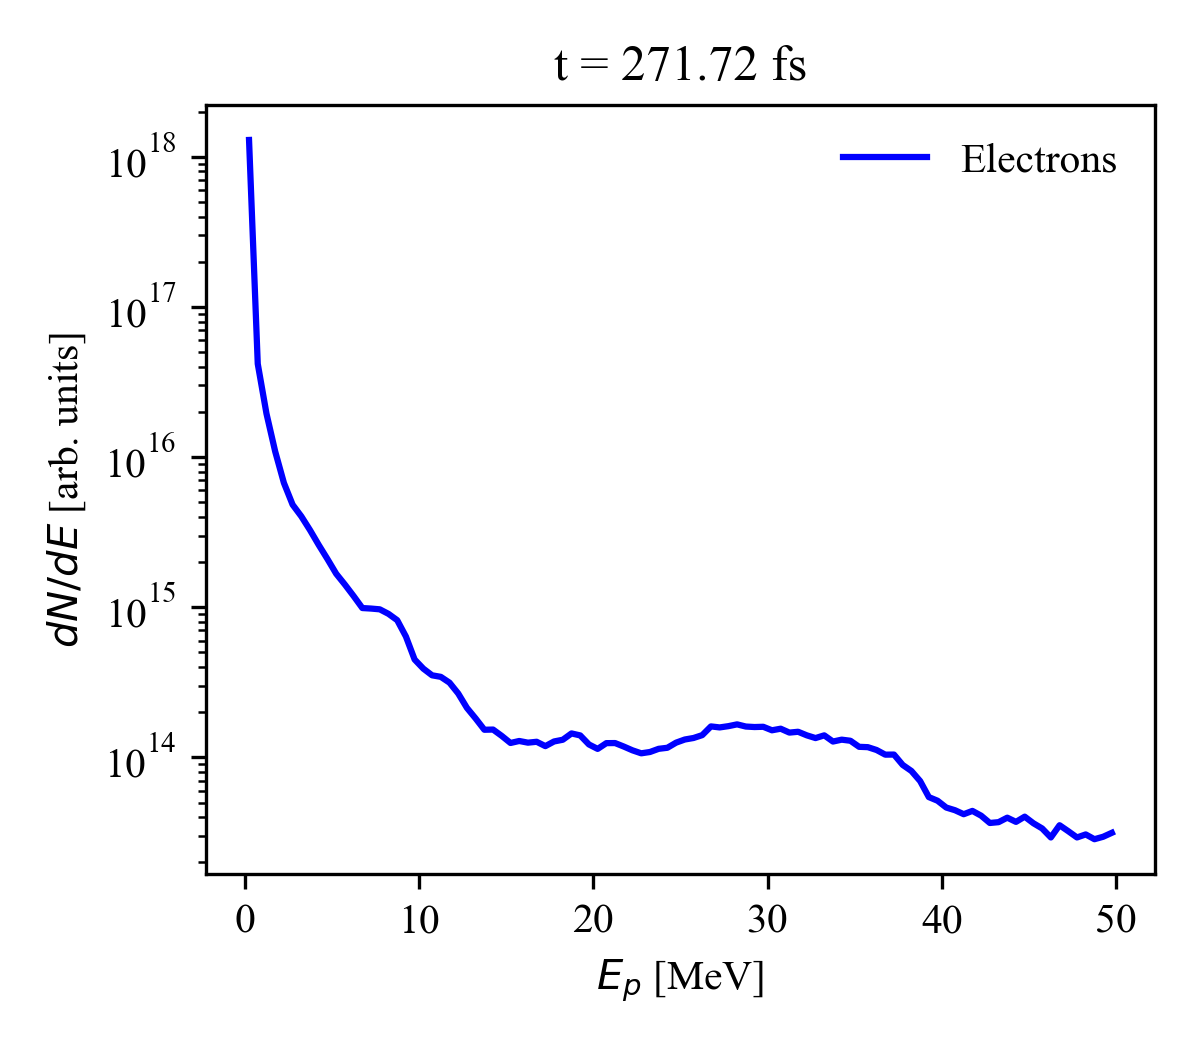 t = 271.72 fs
Electrons
10^18
10^17
10^16
10^15
10^14
dN/dE [arb. units]
0 10 20 30 40 50
E_p [MeV]